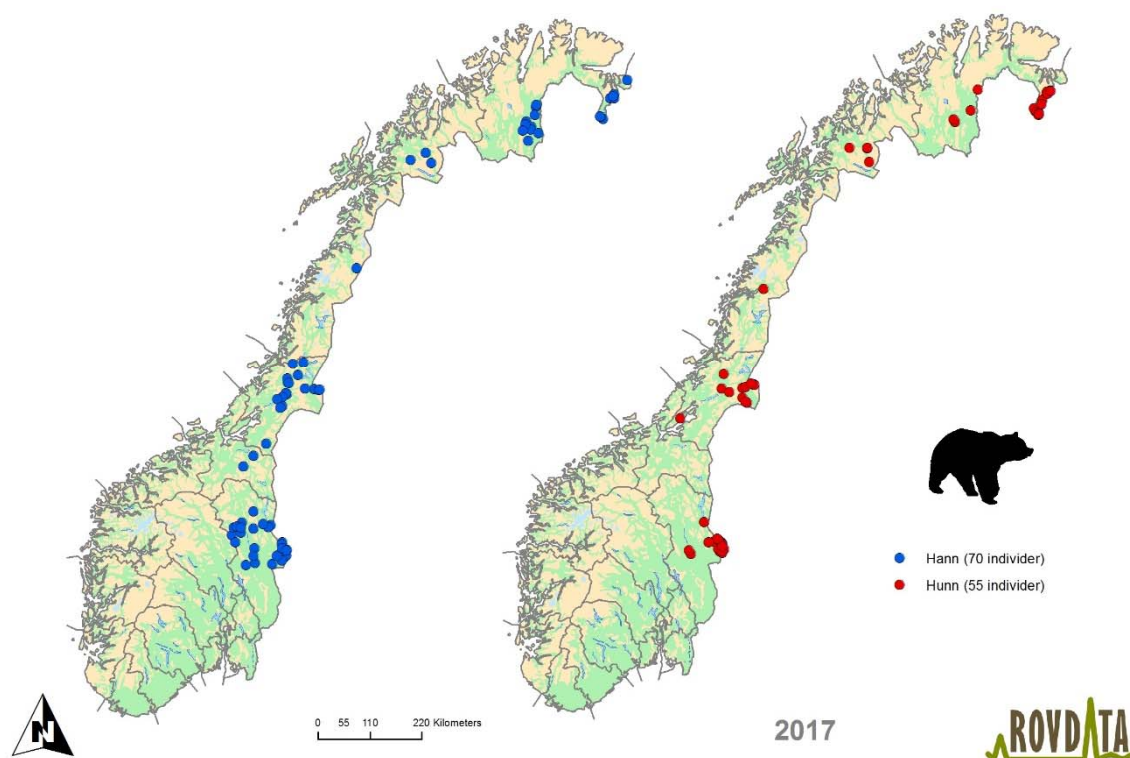 Hann (70 individer)
Hunn (55 individer)
N
0 55 110 220 Kilometers
2017
ROVDATA